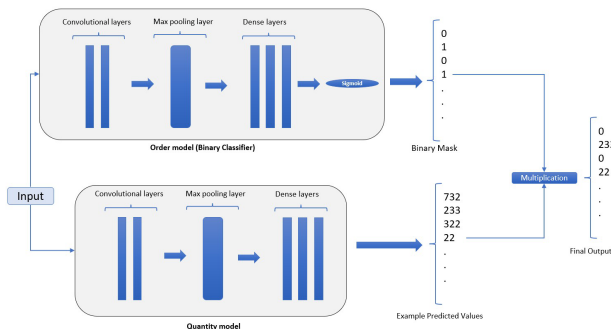 Convolutional layers
Max pooling layer
Dense layers
Sigmoid
Order model (Binary Classifier)
0
1
0
1
.
.
.
Binary Mask
Input
Convolutional layers
Max pooling layer
Dense layers
Quantity model
732
233
322
22
.
.
.
Example Predicted Values
Multiplication
0
23
0
22
.
.
.
Final Output